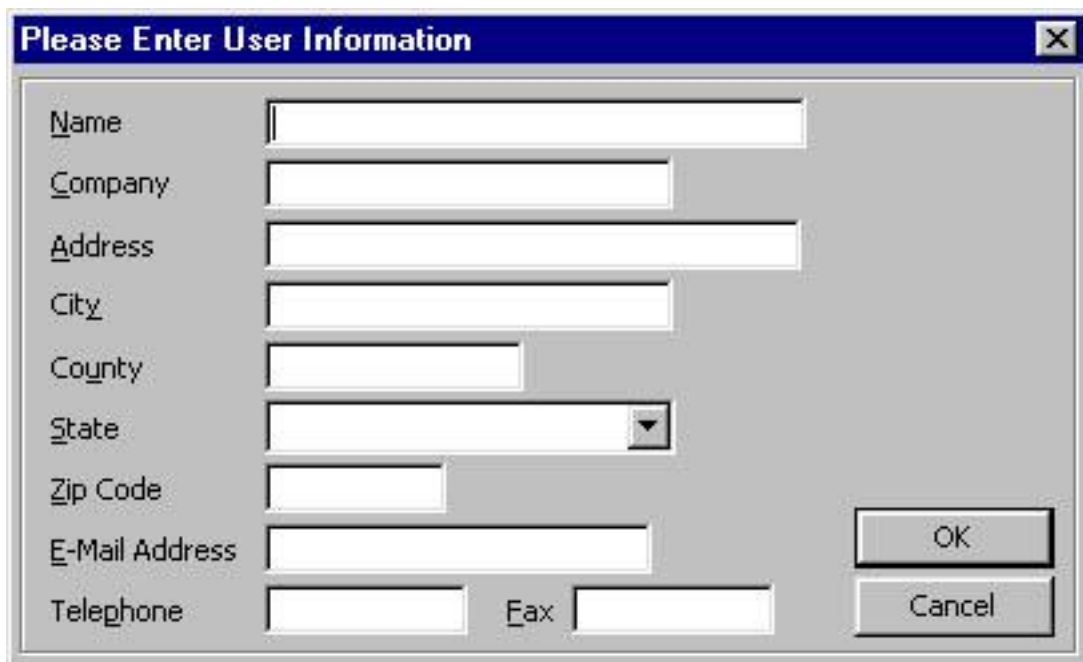 Please Enter User Information
Name
Company
Address
City
County
State
Zip Code
E-Mail Address
OK
Telephone Fax
Cancel